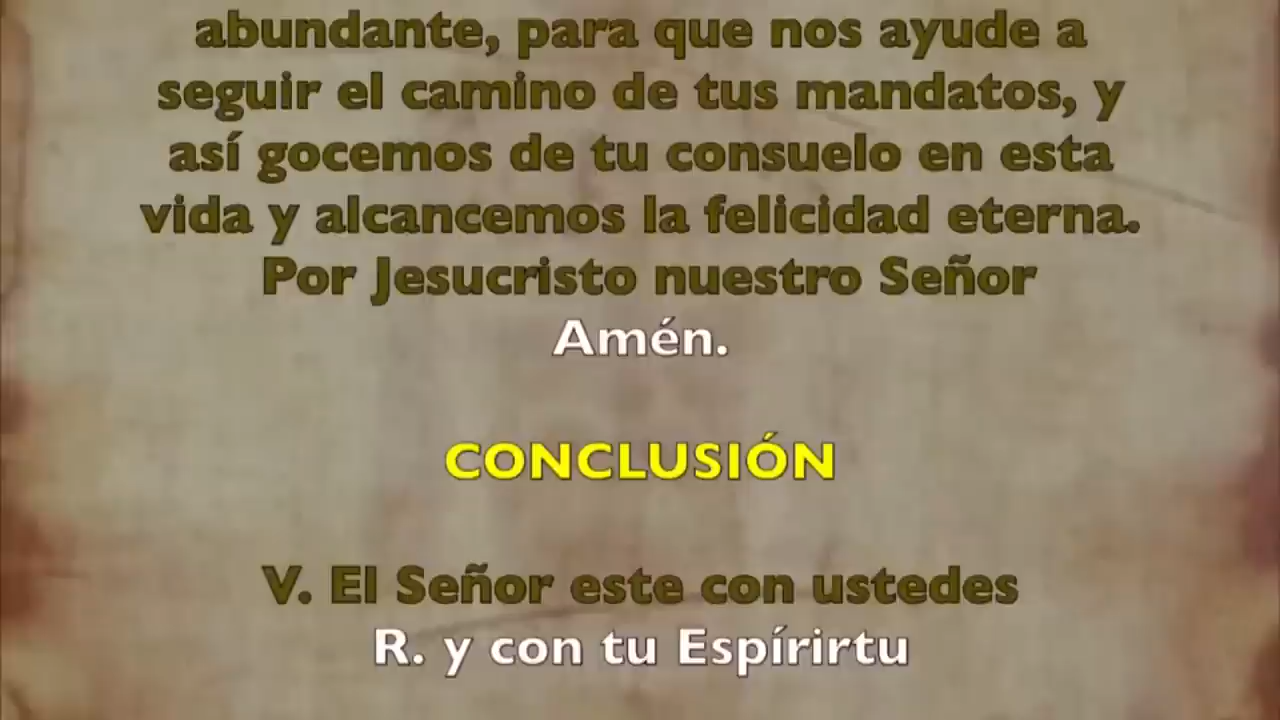 abundante, para que nos ayude a
seguir el camino de tus mandatos, y
así gocemos de tu consuelo en esta
vida y alcancemos la felicidad eterna.
Por Jesucristo nuestro Señor
Amén.
CONCLUSIÓN
V. El Señor este con ustedes
R. y con tu Espírirtu